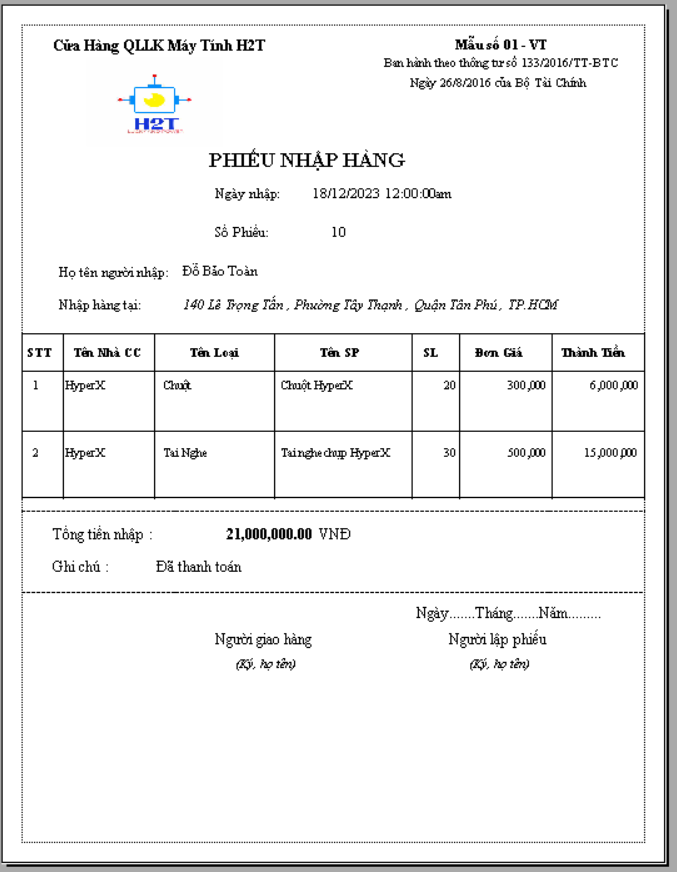 Cửa Hàng QLLK Máy Tính H2T
Mẫu số 01 - VT
Ban hành theo thông tư số 133/2016/TT-BTC
Ngày 26/8/2016 của Bộ Tài Chính
H2T
PHIẾU NHẬP HÀNG
Ngày nhập: 18/12/2023 12:00:00am
Số Phiếu: 10
Họ tên người nhập: Đỗ Bảo Toàn
Nhập hàng tại: 140 Lê Trọng Tấn , Phường Tây Thạnh , Quận Tân Phú , TP.HCM
STT Tên Nhà CC Tên Loại Tên SP SL Đơn Giá Thành Tiền
1 HyperX Chuột Chuột HyperX 20 300,000 6,000,000
2 HyperX Tai Nghe Tai nghe chụp HyperX 30 500,000 15,000,000
Tổng tiền nhập : 21,000,000.00 VNĐ
Ghi chú : Đã thanh toán
Ngày.......Tháng.......Năm.........
Người giao hàng Người lập phiếu
(Ký, họ tên) (Ký, họ tên)